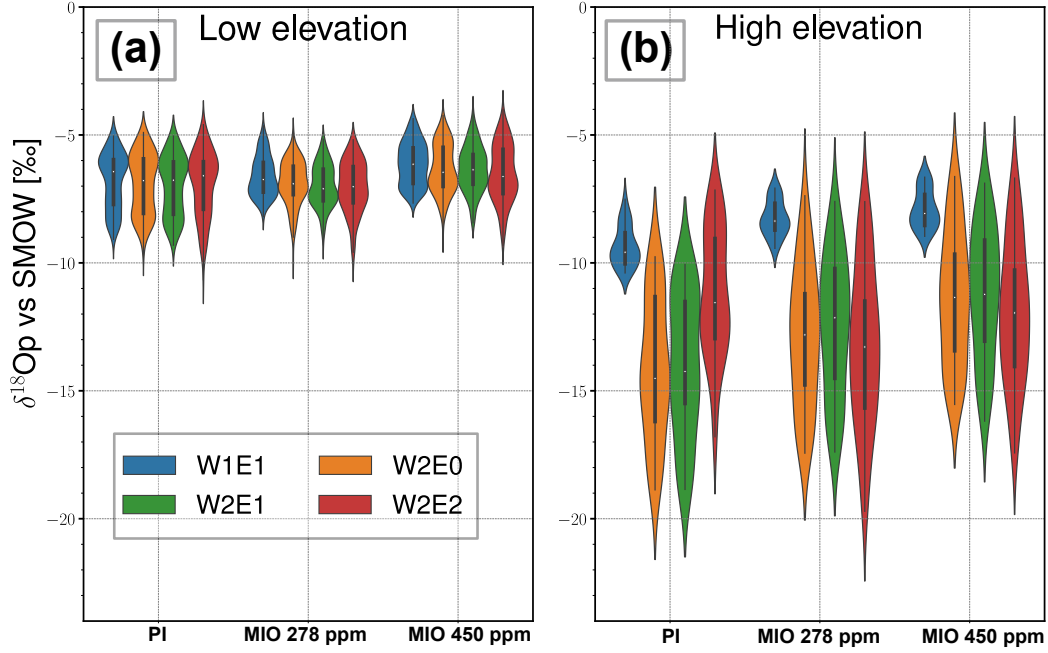 (a) Low elevation
(b) High elevation
δ¹⁸Op vs SMOW [‰]
0
−5
−10
−15
−20
0
−5
−10
−15
−20
W1E1 W2E0
W2E1 W2E2
PI MIO 278 ppm MIO 450 ppm
PI MIO 278 ppm MIO 450 ppm